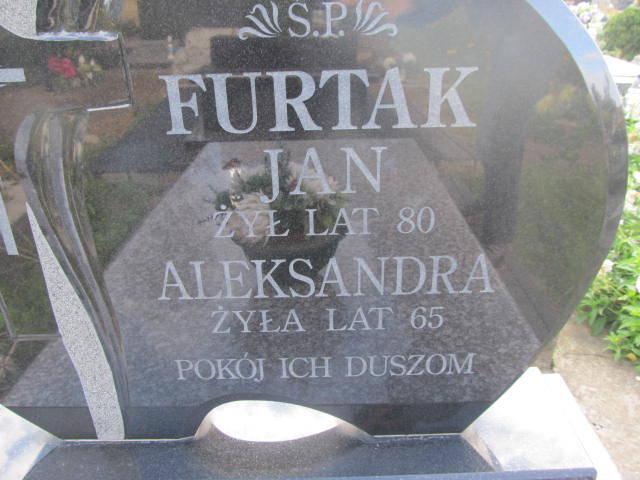 Ś.P.
FURTAK
JAN
ŻYŁ LAT 80
ALEKSANDRA
ŻYŁA LAT 65
POKÓJ ICH DUSZOM